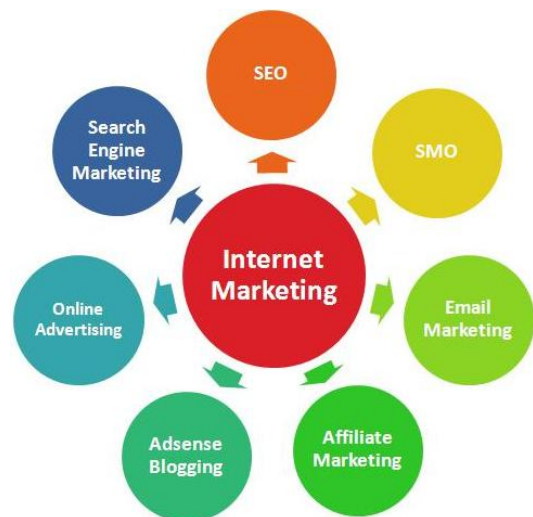 SEO
SMO
Email
Marketing
Affiliate
Marketing
Adsense
Blogging
Online
Advertising
Search
Engine
Marketing
Internet
Marketing